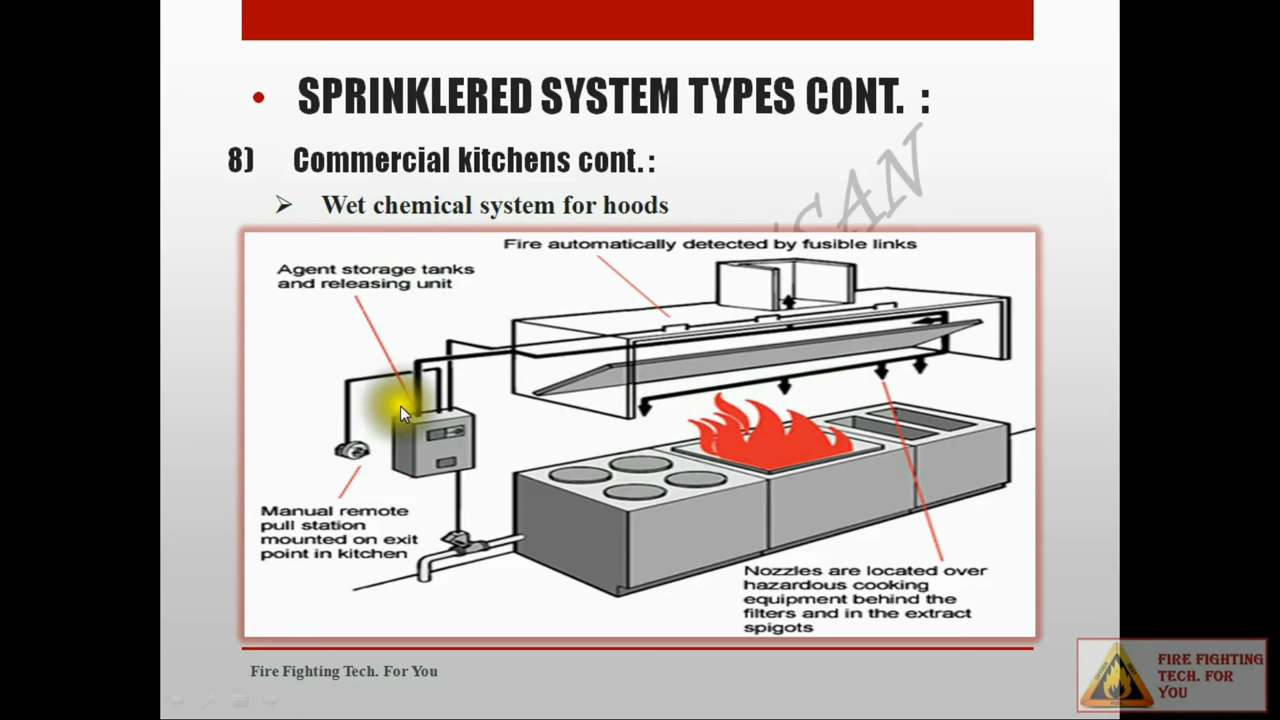 • SPRINKLERED SYSTEM TYPES CONT. :
8) Commercial kitchens cont. :
➢ Wet chemical system for hoods
Fire automatically detected by fusible links
Agent storage tanks
and releasing unit
Manual remote
pull station
mounted on exit
point in kitchen
Nozzles are located over
hazardous cooking
equipment behind the
filters and in the extract
spigots
Fire Fighting Tech. For You
FIRE FIGHTING
TECH. FOR
YOU